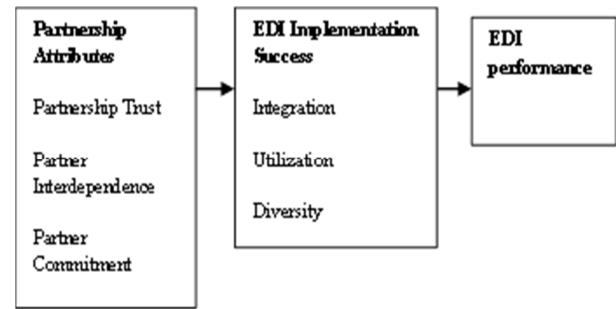 Partnership
Attributes
Partnership Trust
Partner
Interdependence
Partner
Commitment
EDI Implementation
Success
Integration
Utilization
Diversity
EDI
performance